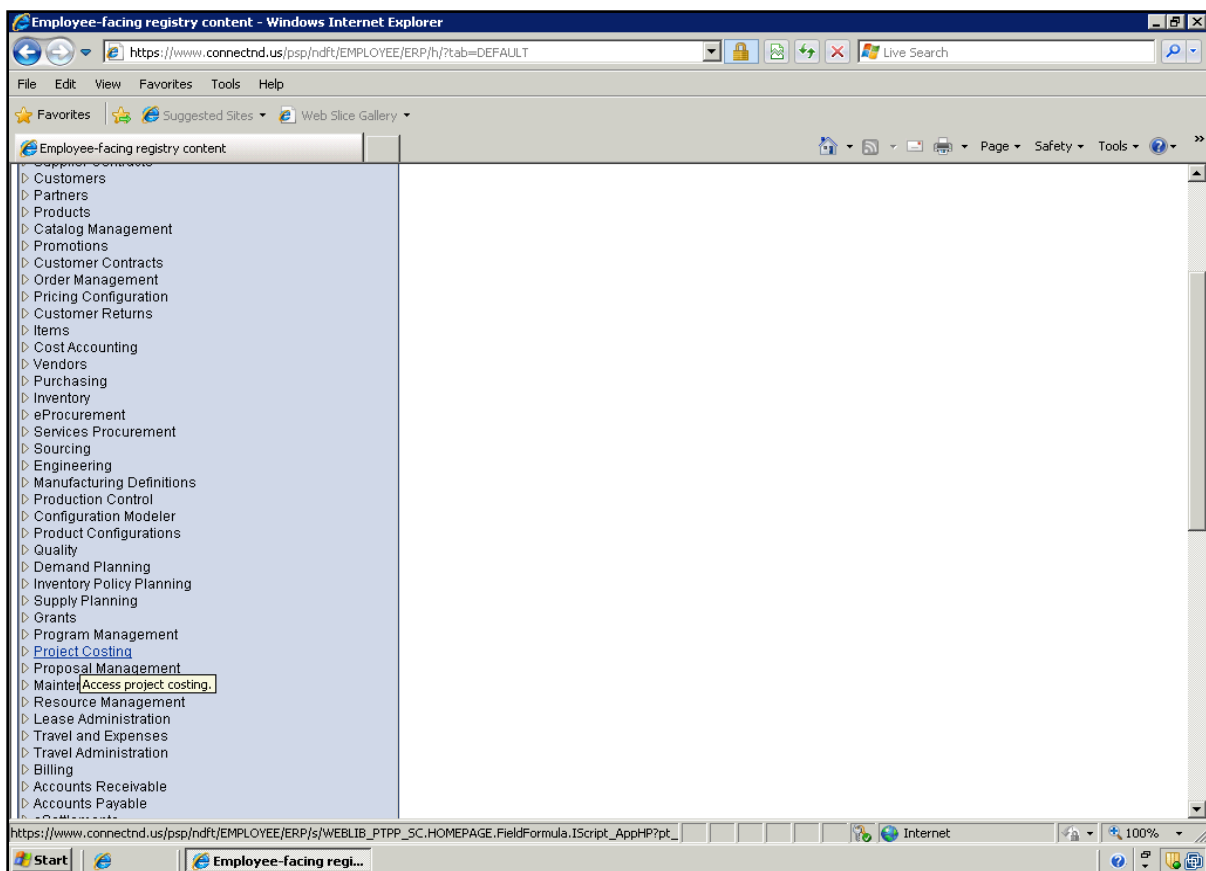 Employee-facing registry content - Windows Internet Explorer
https://www.connectnd.us/psp/ndft/EMPLOYEE/ERP/h/?tab=DEFAULT
Live Search
File Edit View Favorites Tools Help
Favorites Suggested Sites Web Slice Gallery
Employee-facing registry content
Page Safety Tools »
Supplier Contracts
Customers
Partners
Products
Catalog Management
Promotions
Customer Contracts
Order Management
Pricing Configuration
Customer Returns
Items
Cost Accounting
Vendors
Purchasing
Inventory
eProcurement
Services Procurement
Sourcing
Engineering
Manufacturing Definitions
Production Control
Configuration Modeler
Product Configurations
Quality
Demand Planning
Inventory Policy Planning
Supply Planning
Grants
Program Management
Project Costing
Proposal Management
Access project costing.
Resource Management
Lease Administration
Travel and Expenses
Travel Administration
Billing
Accounts Receivable
Accounts Payable
https://www.connectnd.us/psp/ndft/EMPLOYEE/ERP/s/WEBLIB_PTPP_SC.HOMEPAGE.FieldFormula.IScript_AppHP?pt_
Internet
100%
Start
Employee-facing regi...